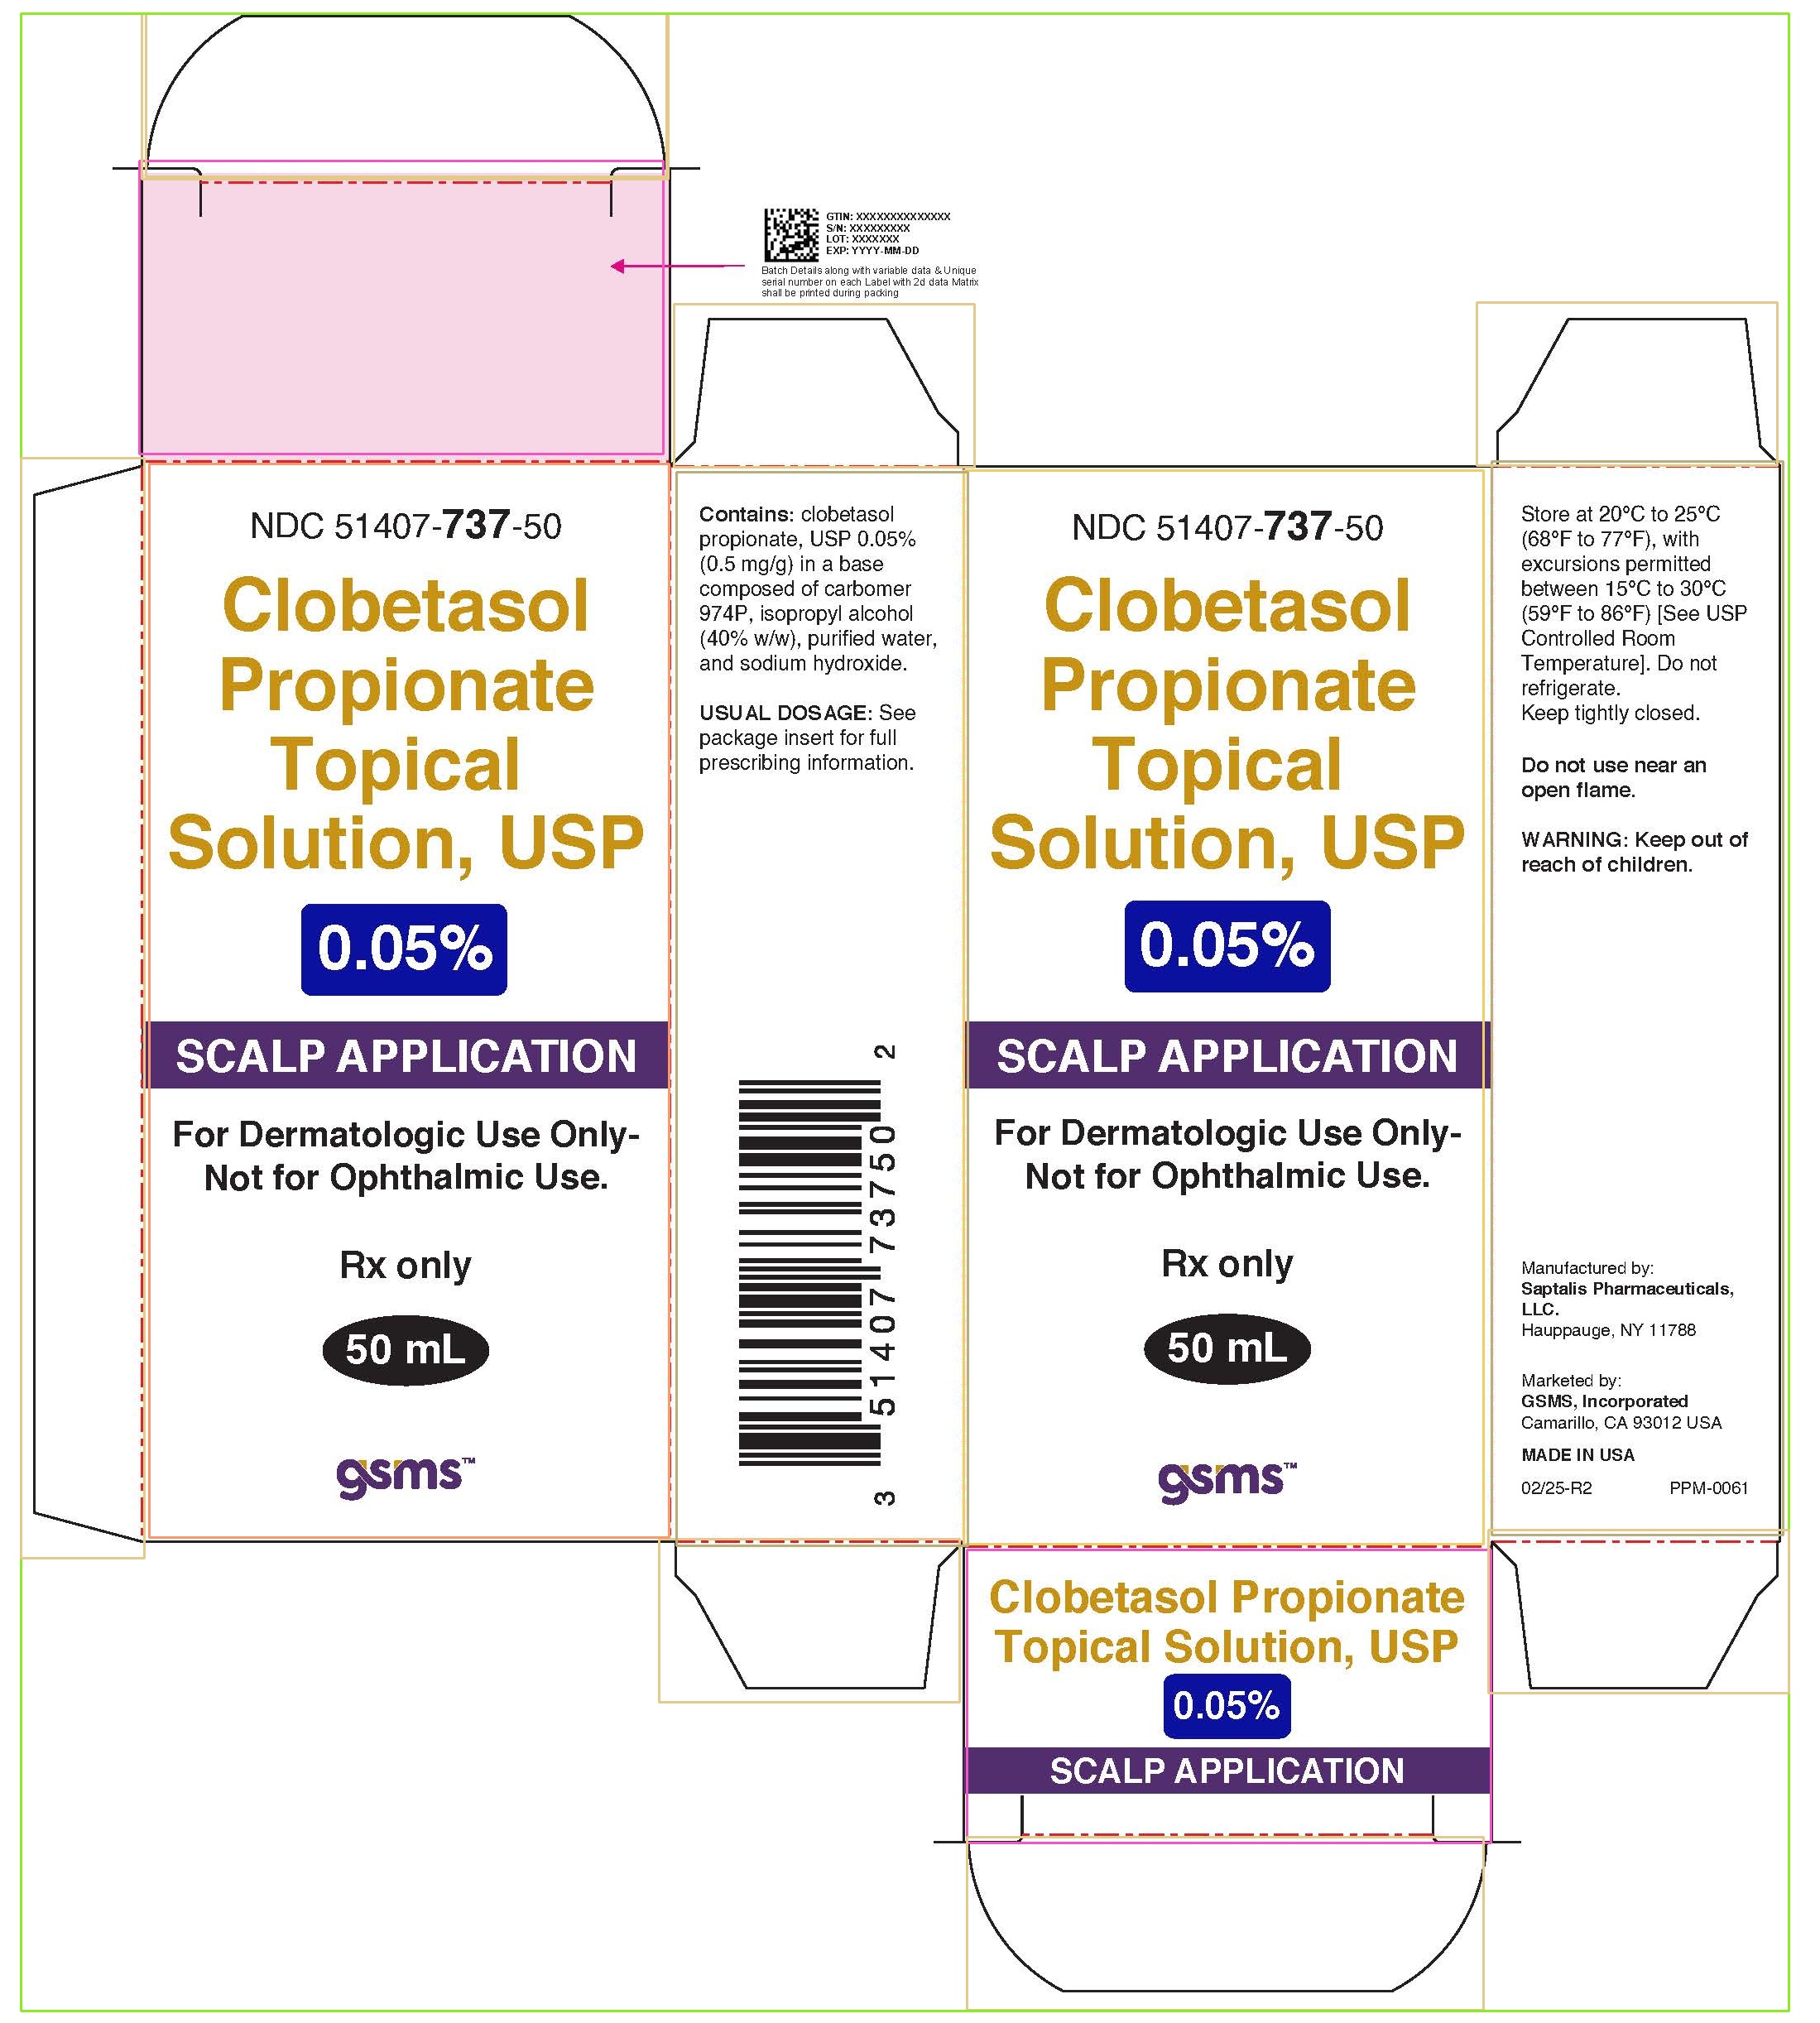 GTIN: XXXXXXXXXXXXXX
S/N: XXXXXXXXX
LOT: XXXXXXX
EXP: YYYY-MM-DD
Batch Details along with variable data & Unique
serial number on each Label with 2d data Matrix
shall be printed during packing
NDC 51407-737-50
Clobetasol
Propionate
Topical
Solution, USP
0.05%
SCALP APPLICATION
For Dermatologic Use Only-
Not for Ophthalmic Use.
Rx only
50 mL
gsms™
Contains: clobetasol
propionate, USP 0.05%
(0.5 mg/g) in a base
composed of carbomer
974P, isopropyl alcohol
(40% w/w), purified water,
and sodium hydroxide.
USUAL DOSAGE: See
package insert for full
prescribing information.
3 51407 73750 2
NDC 51407-737-50
Clobetasol
Propionate
Topical
Solution, USP
0.05%
SCALP APPLICATION
For Dermatologic Use Only-
Not for Ophthalmic Use.
Rx only
50 mL
gsms™
Store at 20°C to 25°C
(68°F to 77°F), with
excursions permitted
between 15°C to 30°C
(59°F to 86°F) [See USP
Controlled Room
Temperature]. Do not
refrigerate.
Keep tightly closed.
Do not use near an
open flame.
WARNING: Keep out of
reach of children.
Manufactured by:
Saptalis Pharmaceuticals,
LLC.
Hauppauge, NY 11788
Marketed by:
GSMS, Incorporated
Camarillo, CA 93012 USA
MADE IN USA
02/25-R2 PPM-0061
Clobetasol Propionate
Topical Solution, USP
0.05%
SCALP APPLICATION